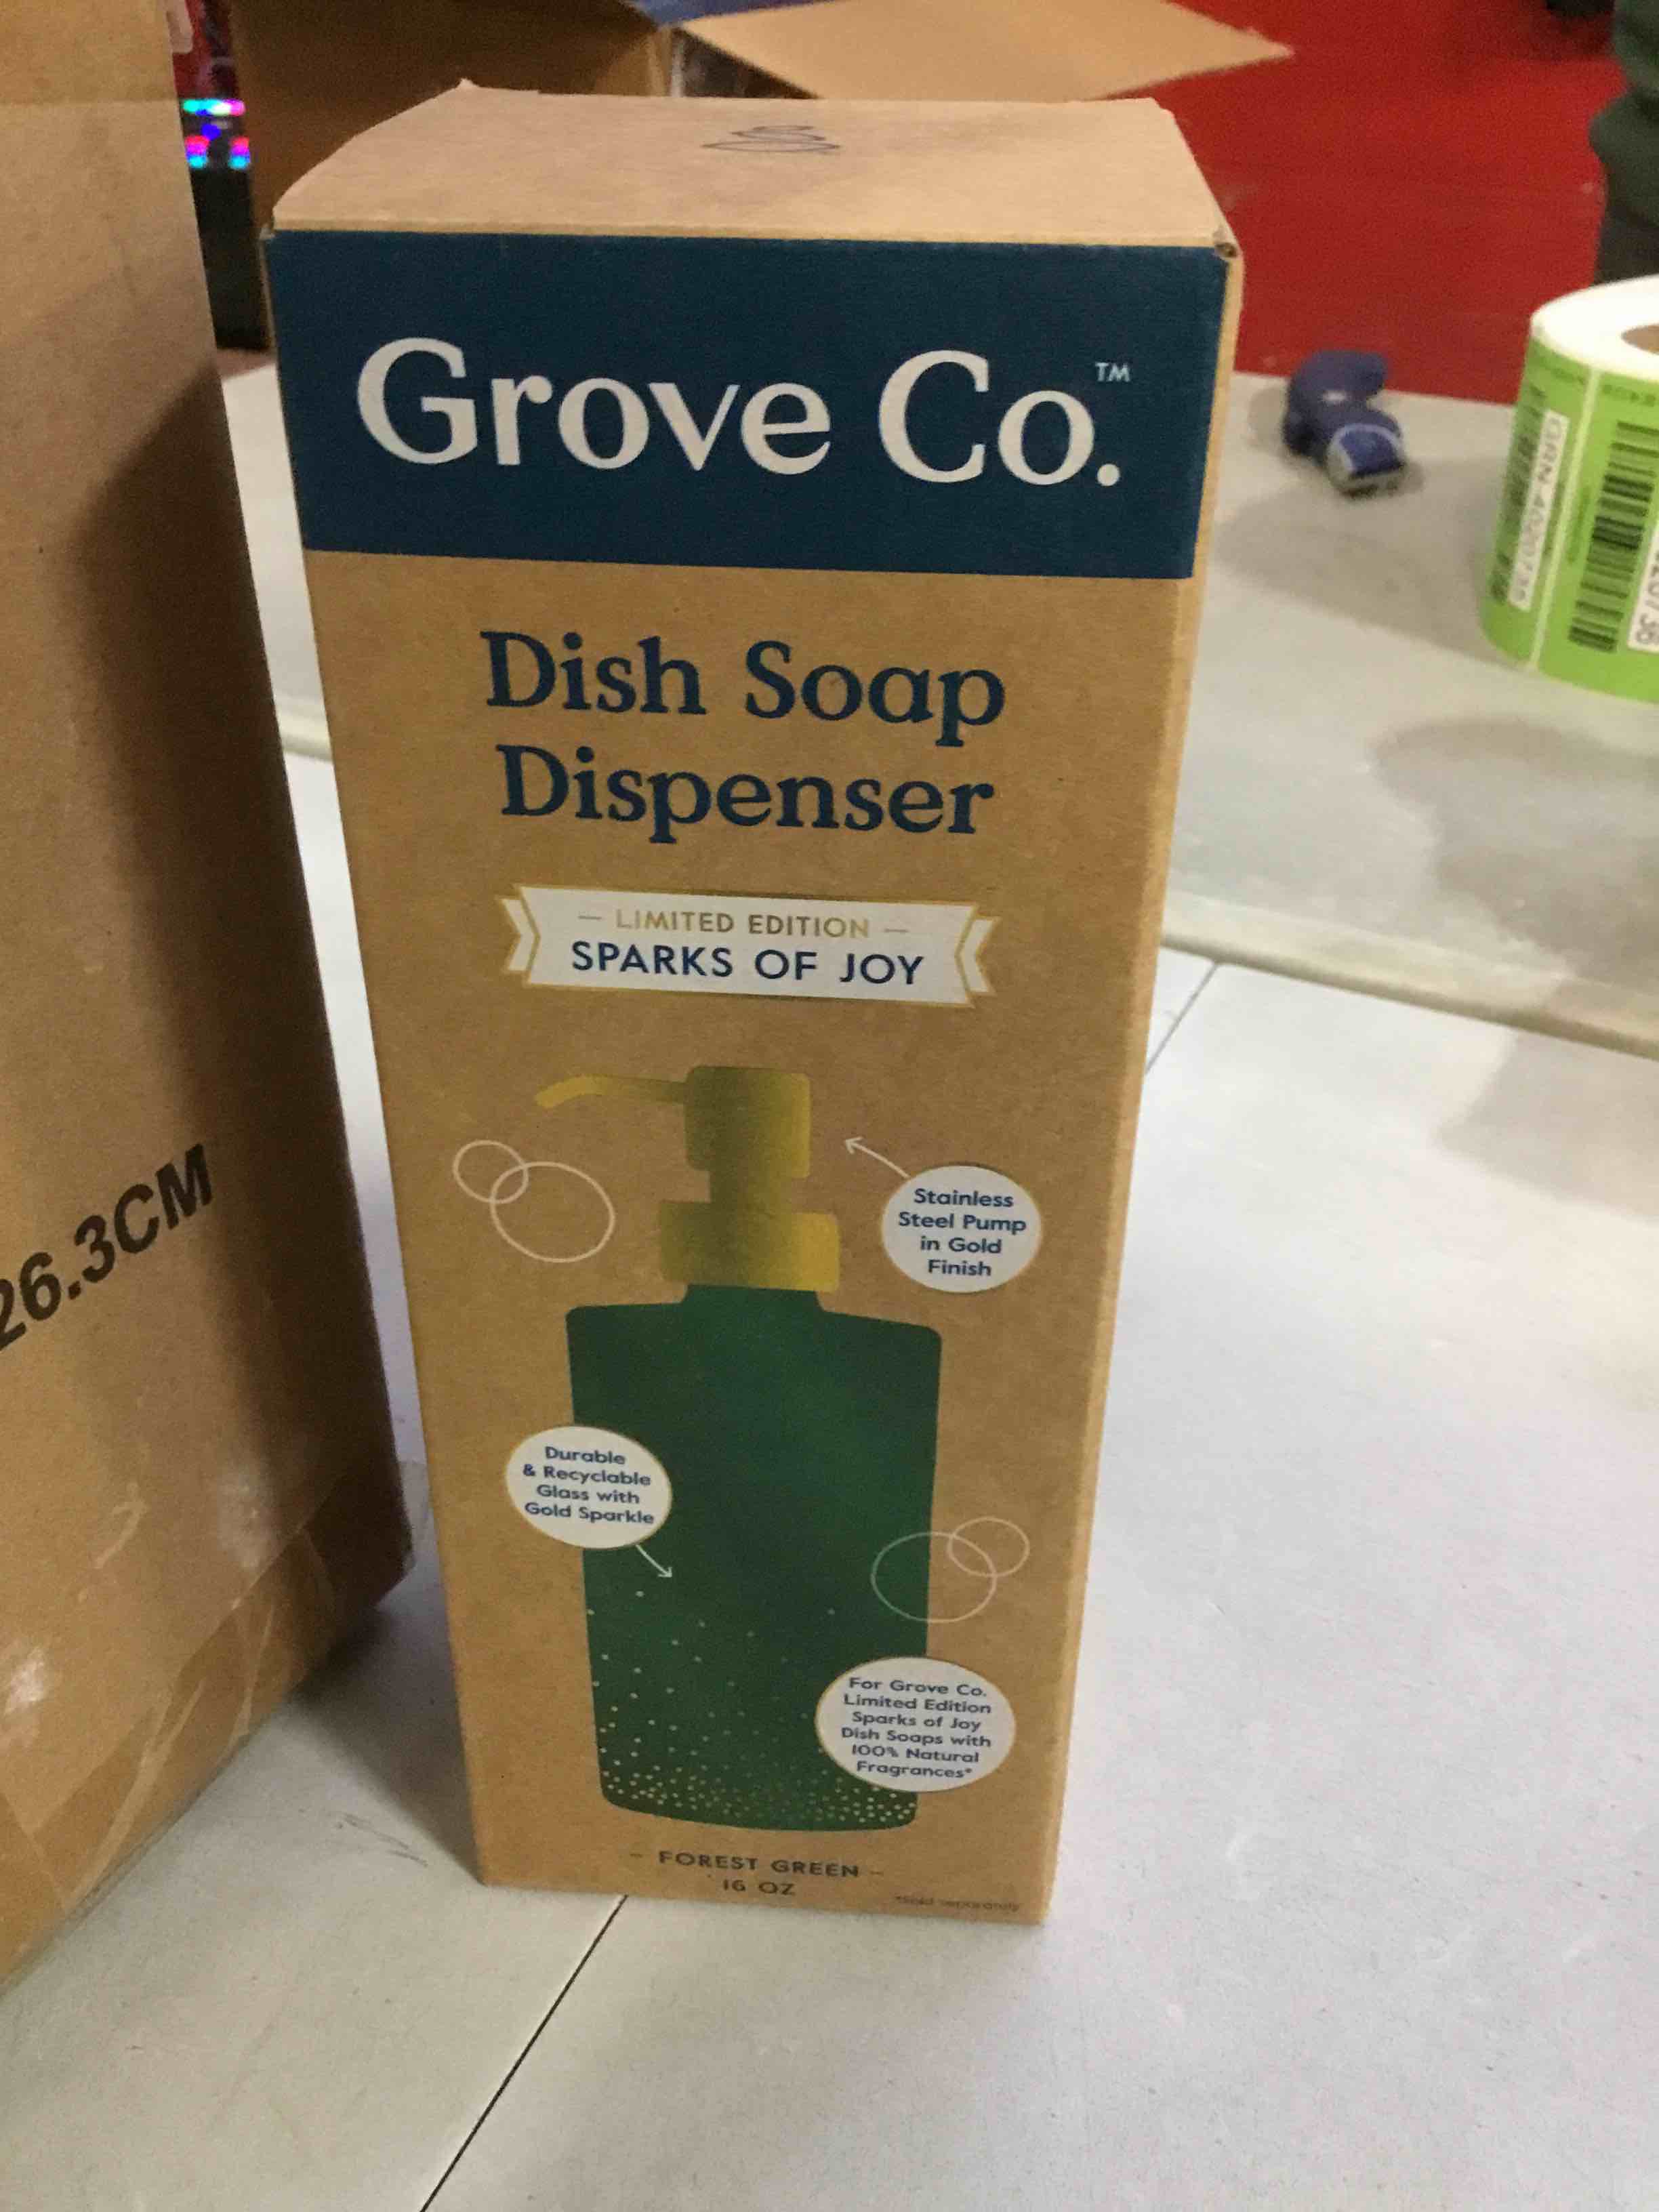 Grove Co.™
Dish Soap
Dispenser
— LIMITED EDITION —
SPARKS OF JOY
Stainless
Steel Pump
in Gold
Finish
Durable
& Recyclable
Glass with
Gold Sparkle
For Grove Co.
Limited Edition
Sparks of Joy
Dish Soaps with
100% Natural
Fragrances*
– FOREST GREEN –
16 OZ
*Sold separately
26.3CM